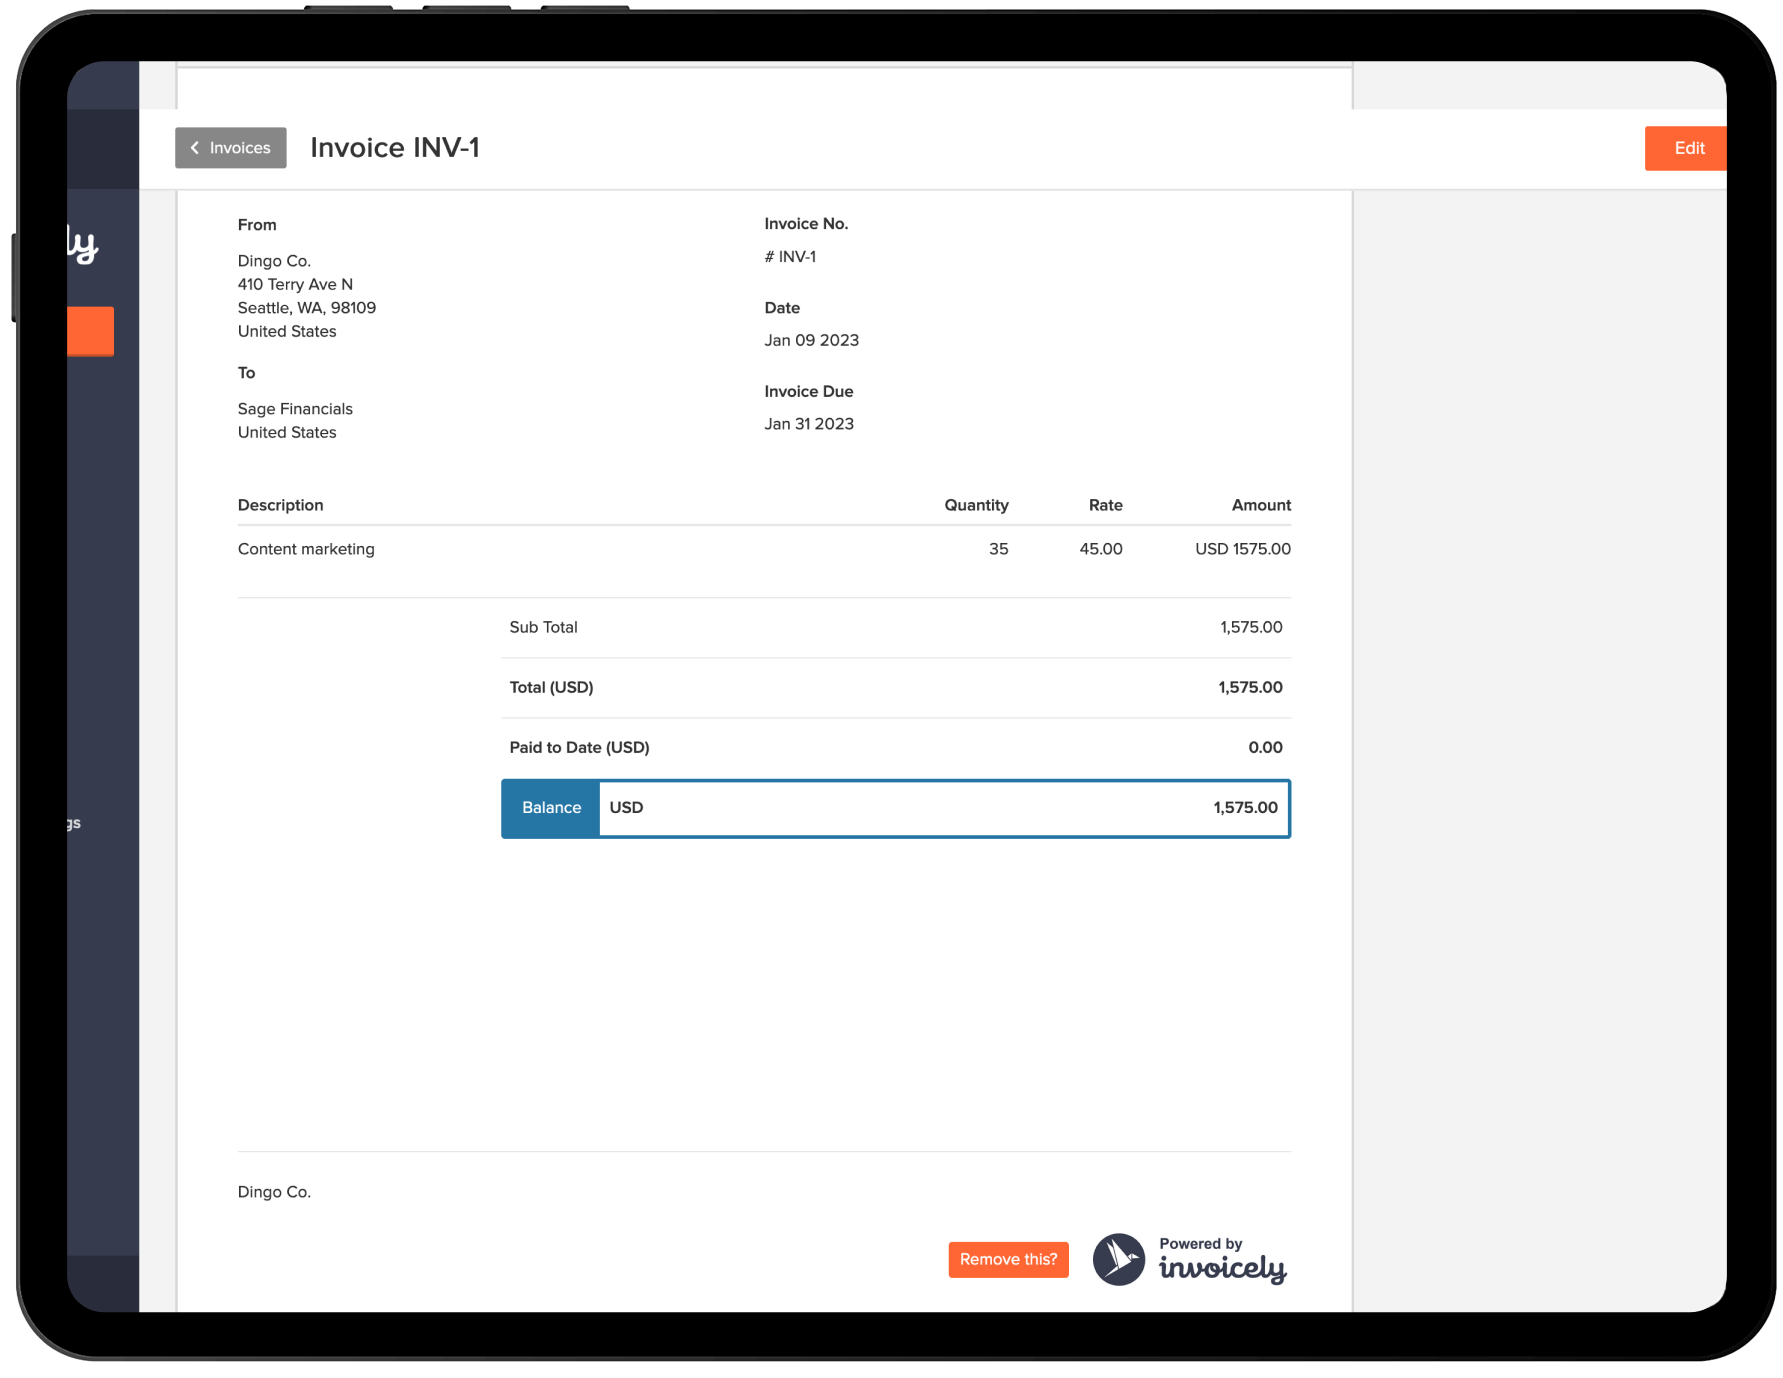 Invoices
Invoice INV-1
Edit
ly
From
Dingo Co.
410 Terry Ave N
Seattle, WA, 98109
United States
To
Sage Financials
United States
Invoice No.
# INV-1
Date
Jan 09 2023
Invoice Due
Jan 31 2023
Description Quantity Rate Amount
Content marketing 35 45.00 USD 1575.00
Sub Total 1,575.00
Total (USD) 1,575.00
Paid to Date (USD) 0.00
Balance USD 1,575.00
gs
Dingo Co.
Remove this?
Powered by
invoicely